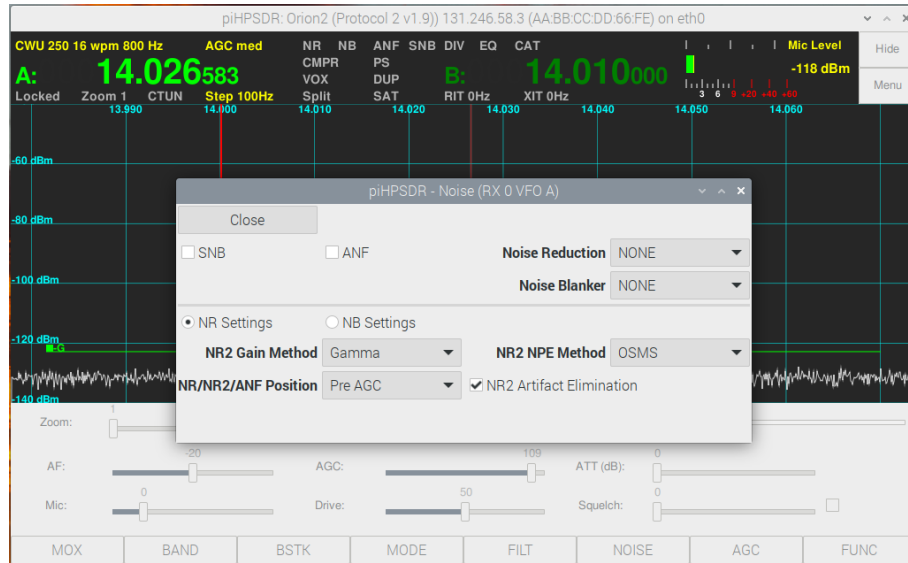 piHPSDR: Orion2 (Protocol 2 v1.9)) 131.246.58.3 (AA:BB:CC:DD:66:FE) on eth0
CWU 250 16 wpm 800 Hz AGC med NR NB ANF SNB DIV EQ CAT Mic Level Hide
CMPR PS
A: 14.026583 VOX DUP B: 14.010000 -118 dBm
Locked Zoom 1 CTUN Step 100Hz Split SAT RIT 0Hz XIT 0Hz 3 6 9 +20 +40 +60 Menu
13.990 14.000 14.010 14.020 14.030 14.040 14.050 14.060
-60 dBm
piHPSDR - Noise (RX 0 VFO A)
Close
-80 dBm
SNB ANF Noise Reduction NONE
-100 dBm
Noise Blanker NONE
NR Settings NB Settings
-120 dBm
-G
NR2 Gain Method Gamma NR2 NPE Method OSMS
NR/NR2/ANF Position Pre AGC NR2 Artifact Elimination
-140 dBm
Zoom: 1
AF: -20 AGC: 109 ATT (dB): 0
Mic: 0 Drive: 50 Squelch: 0
MOX BAND BSTK MODE FILT NOISE AGC FUNC